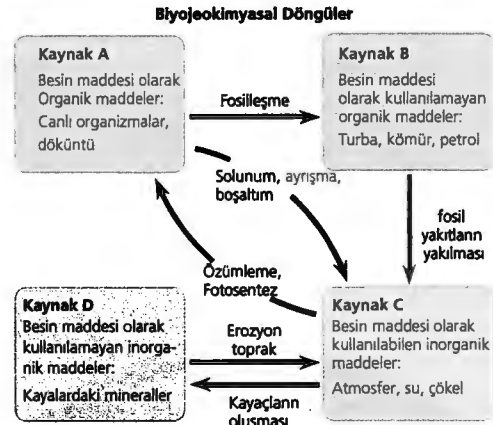 Biyojeokimyasal Döngüler
Kaynak A
Besin maddesi olarak
Organik maddeler:
Canlı organizmalar,
döküntü
Fosilleşme
Kaynak B
Besin maddesi
olarak kullanılamayan
organik maddeler:
Turba, kömür, petrol
Solunum, ayrışma,
boşaltım
fosil
yakıtların
yakılması
Özümleme,
Fotosentez
Kaynak D
Besin maddesi olarak
kullanılamayan inorga-
nik maddeler:
Kayalardaki mineraller
Erozyon
toprak
Kayaçların
oluşması
Kaynak C
Besin maddesi olarak
kullanılabilen inorganik
maddeler:
Atmosfer, su, çökel